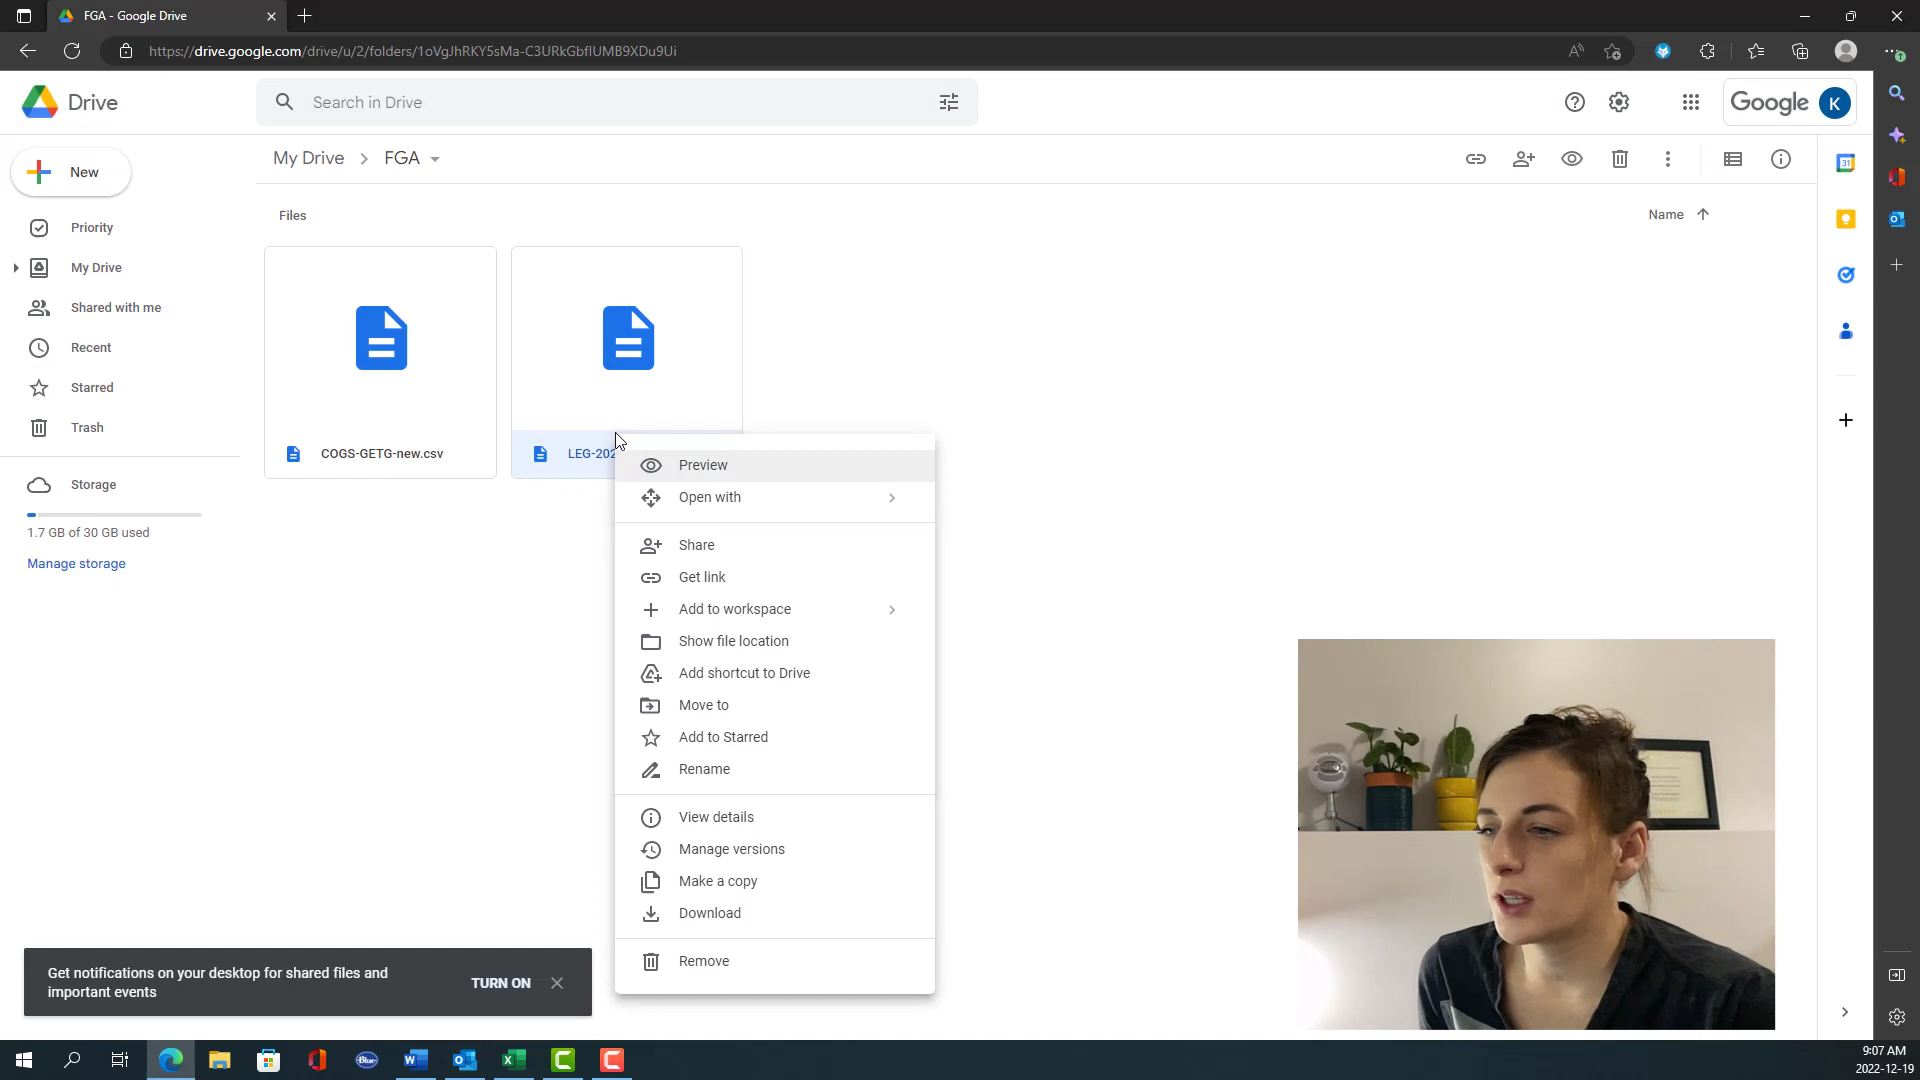 FGA - Google Drive
https://drive.google.com/drive/u/2/folders/1oVgJhRKY5sMa-C3URkGbfIUMB9XDu9Ui
Drive
Search in Drive
Google
K
New
My Drive
FGA
Priority
My Drive
Shared with me
Recent
Starred
Trash
Storage
1.7 GB of 30 GB used
Manage storage
Files
Name
COGS-GETG-new.csv
LEG-202
Preview
Open with
Share
Get link
Add to workspace
Show file location
Add shortcut to Drive
Move to
Add to Starred
Rename
View details
Manage versions
Make a copy
Download
Remove
Get notifications on your desktop for shared files and
important events
TURN ON
31
Blue
9:07 AM
2022-12-19